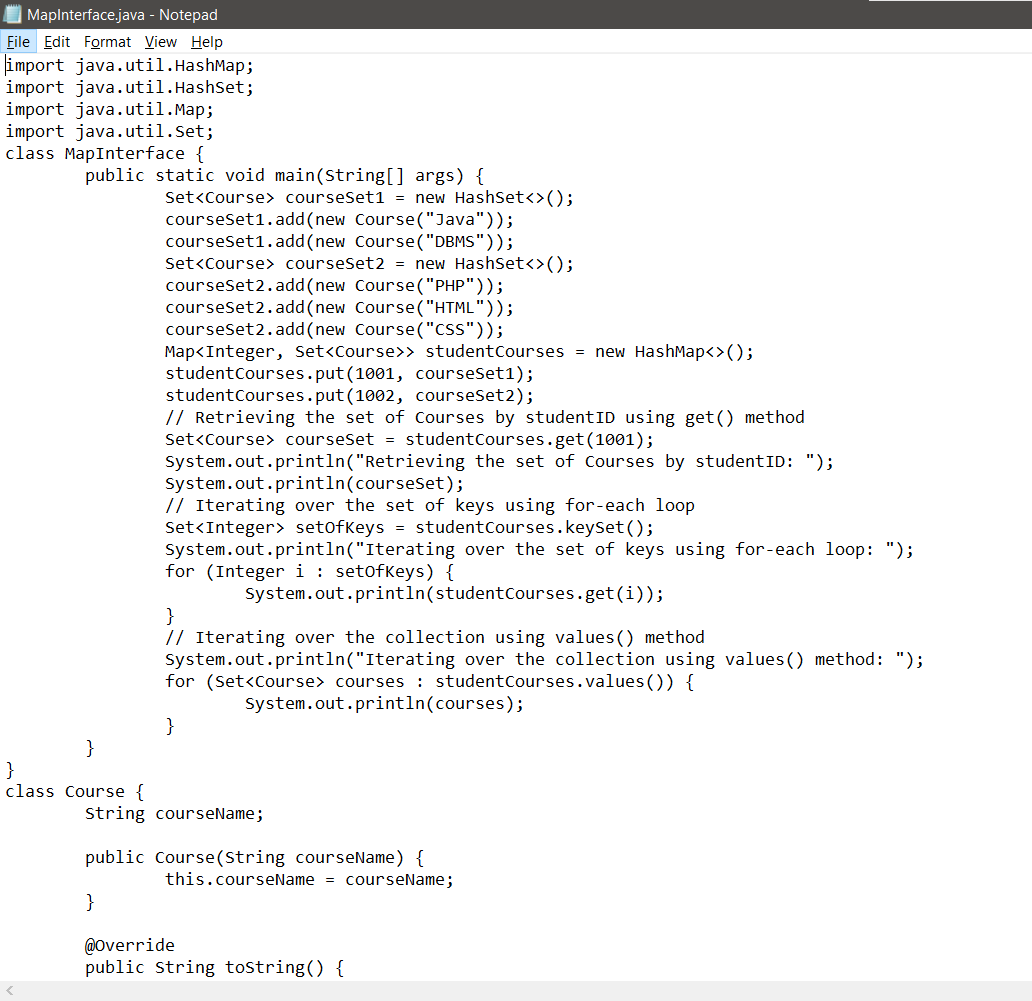 MapInterface.java - Notepad
File Edit Format View Help
import java.util.HashMap;
import java.util.HashSet;
import java.util.Map;
import java.util.Set;
class MapInterface {
        public static void main(String[] args) {
                Set<Course> courseSet1 = new HashSet<>();
                courseSet1.add(new Course("Java"));
                courseSet1.add(new Course("DBMS"));
                Set<Course> courseSet2 = new HashSet<>();
                courseSet2.add(new Course("PHP"));
                courseSet2.add(new Course("HTML"));
                courseSet2.add(new Course("CSS"));
                Map<Integer, Set<Course>> studentCourses = new HashMap<>();
                studentCourses.put(1001, courseSet1);
                studentCourses.put(1002, courseSet2);
                // Retrieving the set of Courses by studentID using get() method
                Set<Course> courseSet = studentCourses.get(1001);
                System.out.println("Retrieving the set of Courses by studentID: ");
                System.out.println(courseSet);
                // Iterating over the set of keys using for-each loop
                Set<Integer> setOfKeys = studentCourses.keySet();
                System.out.println("Iterating over the set of keys using for-each loop: ");
                for (Integer i : setOfKeys) {
                        System.out.println(studentCourses.get(i));
                }
                // Iterating over the collection using values() method
                System.out.println("Iterating over the collection using values() method: ");
                for (Set<Course> courses : studentCourses.values()) {
                        System.out.println(courses);
                }
        }
}
class Course {
        String courseName;

        public Course(String courseName) {
                this.courseName = courseName;
        }

        @Override
        public String toString() {